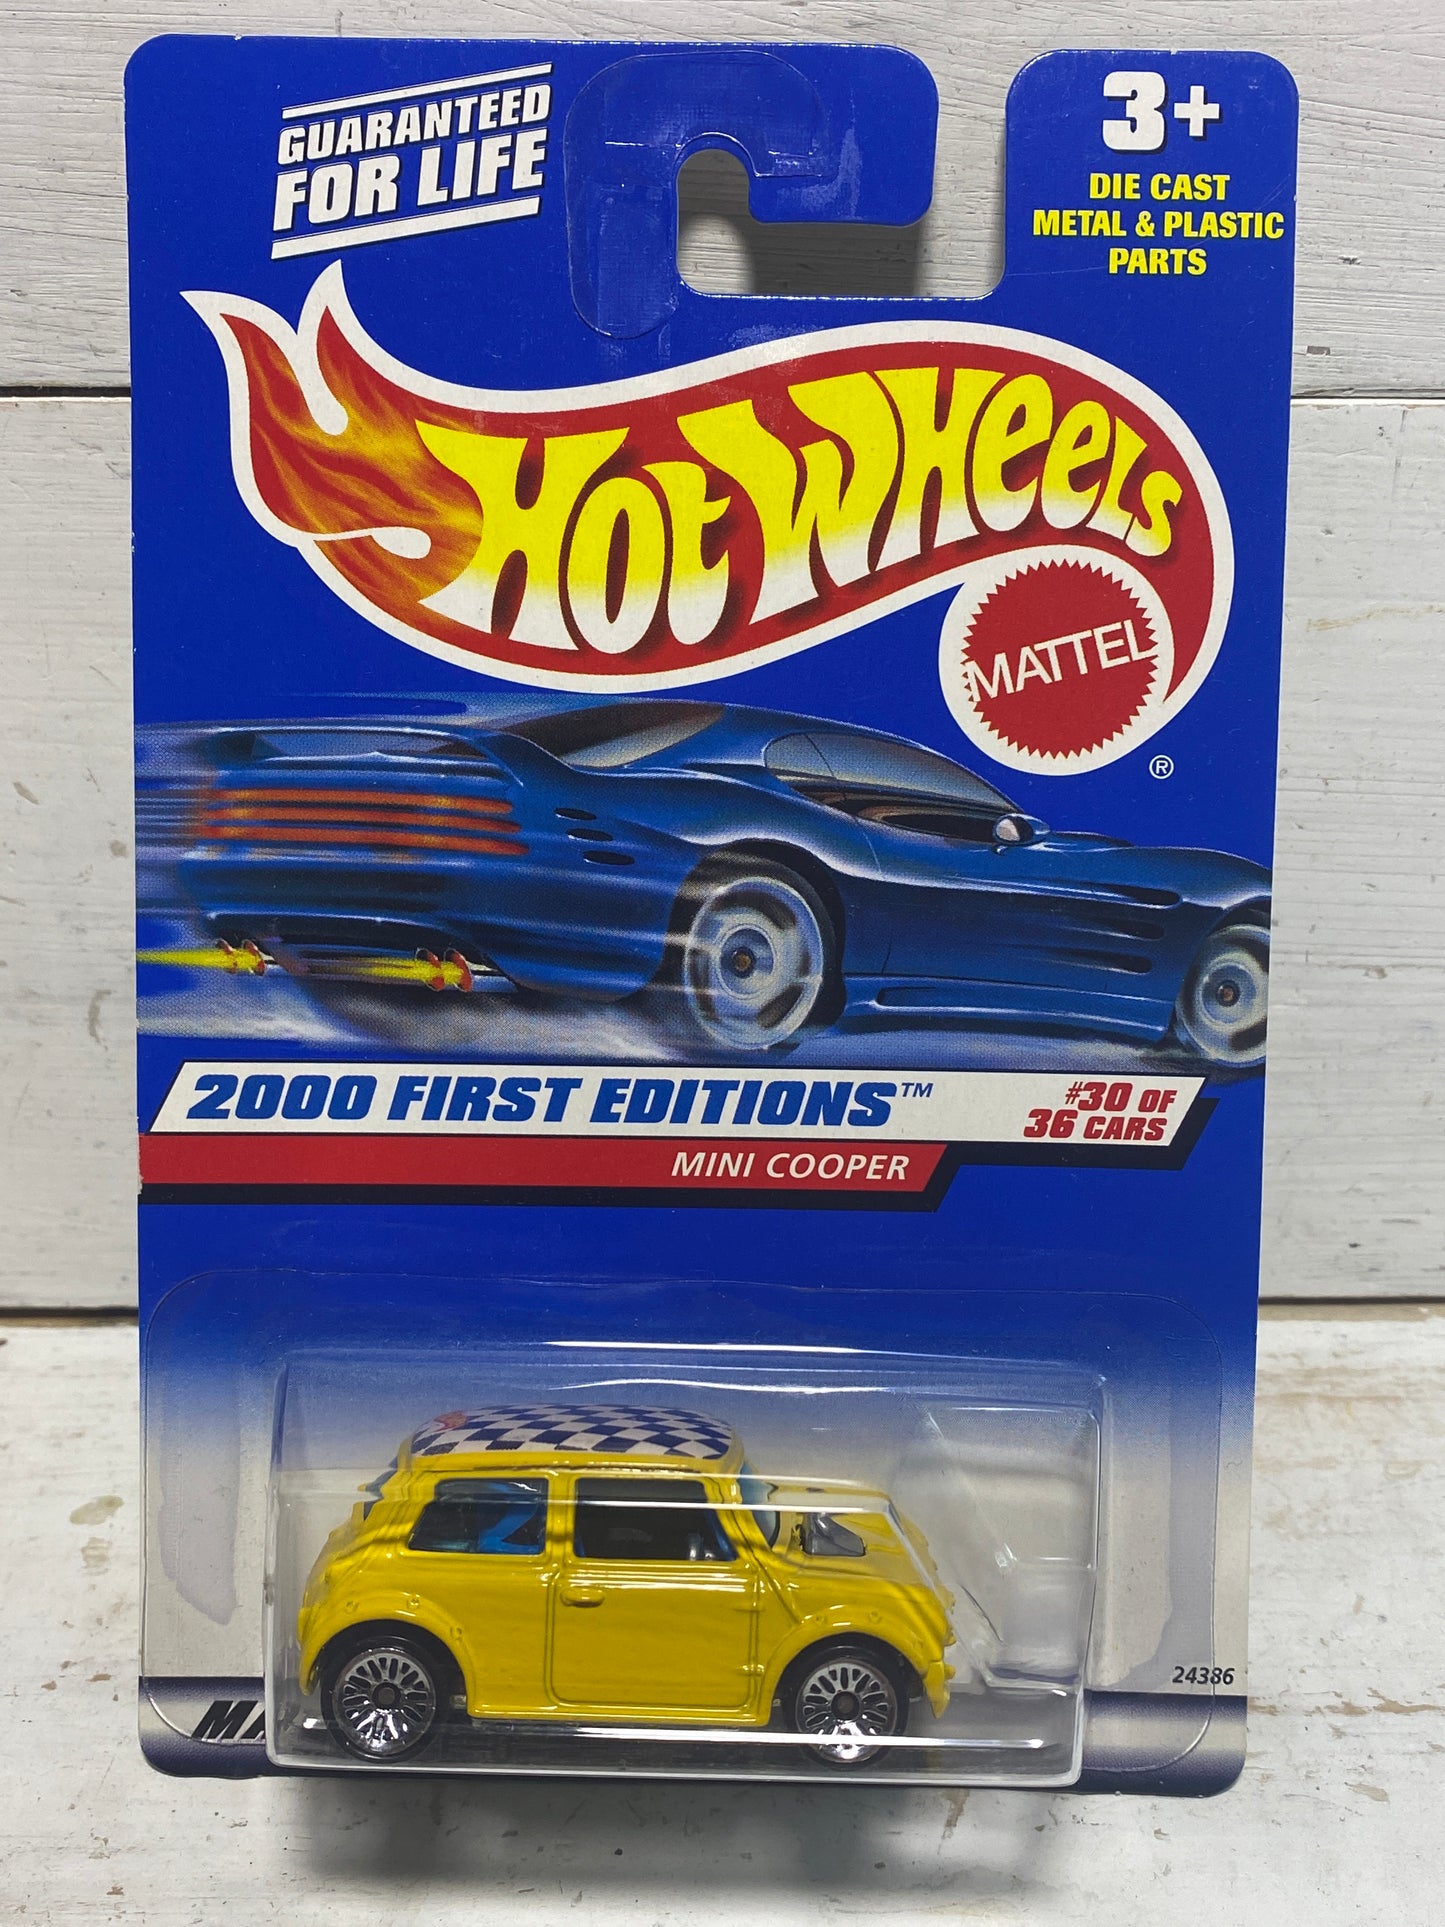 GUARANTEED
FOR LIFE
3+
DIE CAST
METAL & PLASTIC
PARTS
HOT WHEELS
MATTEL
®
2000 FIRST EDITIONS™
#30 OF
36 CARS
MINI COOPER
24386